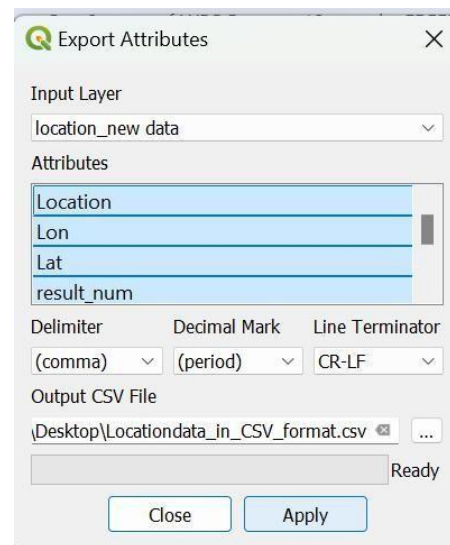 Export Attributes
Input Layer
location_new data
Attributes
Location
Lon
Lat
result_num
Delimiter Decimal Mark Line Terminator
(comma) (period) CR-LF
Output CSV File
\Desktop\Locationdata_in_CSV_format.csv ...
Ready
Close Apply